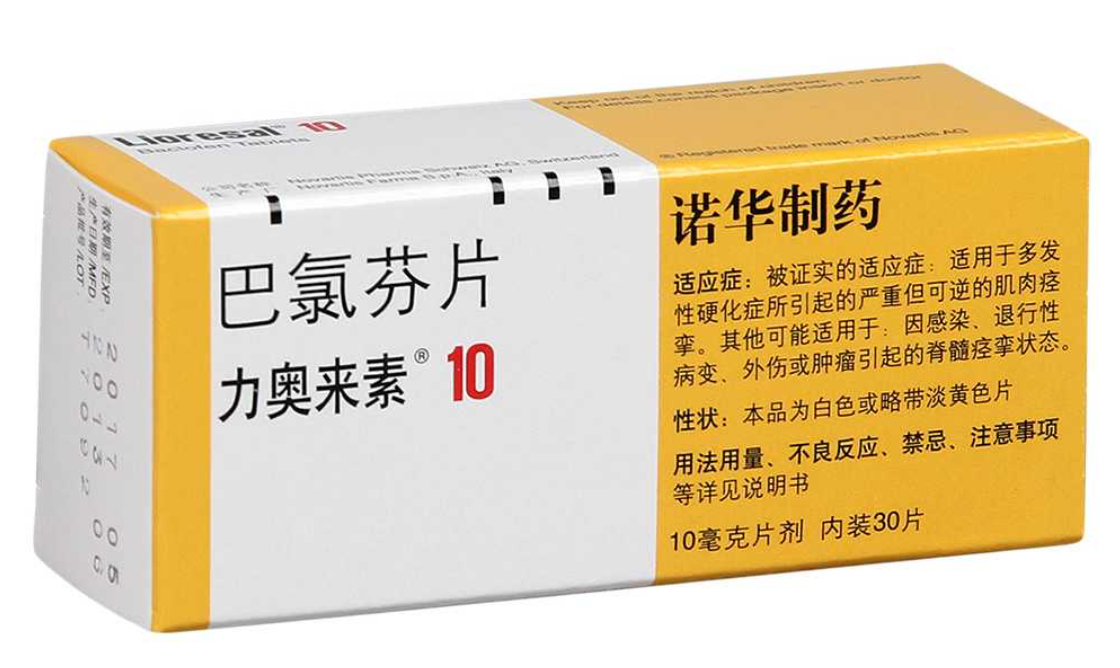 Lioresal® 10
Baclofen Tablets
Novartis Pharma Schweiz AG, Switzerland
Novartis Farma S.p.A., Italy
Keep out of the reach of children
For details consult package insert or doctor
® Registered trade mark of Novartis AG
有效期至/EXP:
生产日期/MFD:
产品批号/LOT:
2017 05
2013 06
T7092
巴氯芬片
力奥来素® 10
诺华制药
适应症：被证实的适应症：适用于多发
性硬化症所引起的严重但可逆的肌肉痉
挛。其他可能适用于：因感染、退行性
病变、外伤或肿瘤引起的脊髓痉挛状态。
性状：本品为白色或略带淡黄色片
用法用量、不良反应、禁忌、注意事项
等详见说明书
10毫克片剂 内装30片